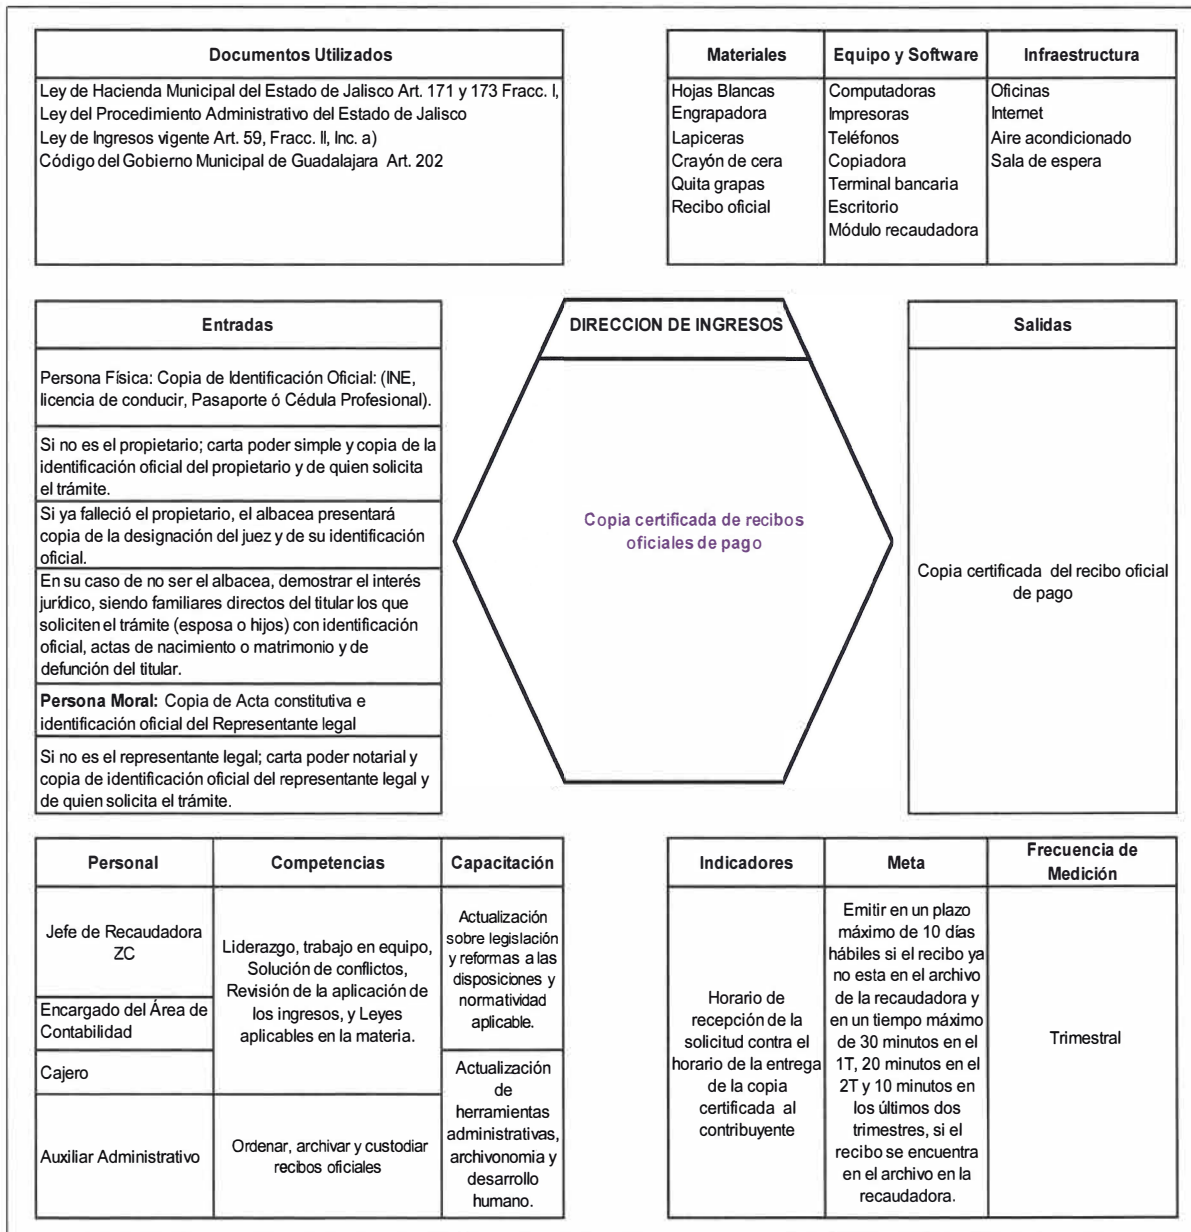 Documentos Utilizados
Ley de Hacienda Municipal del Estado de Jalisco Art. 171 y 173 Fracc. I,
Ley del Procedimiento Administrativo del Estado de Jalisco
Ley de Ingresos vigente Art. 59, Fracc. II, Inc. a)
Código del Gobierno Municipal de Guadalajara Art. 202
Materiales
Hojas Blancas
Engrapadora
Lapiceras
Crayón de cera
Quita grapas
Recibo oficial
Equipo y Software
Computadoras
Impresoras
Teléfonos
Copiadora
Terminal bancaria
Escritorio
Módulo recaudadora
Infraestructura
Oficinas
Internet
Aire acondicionado
Sala de espera
Entradas
Persona Física: Copia de Identificación Oficial: (INE,
licencia de conducir, Pasaporte ó Cédula Profesional).
Si no es el propietario; carta poder simple y copia de la
identificación oficial del propietario y de quien solicita
el trámite.
Si ya falleció el propietario, el albacea presentará
copia de la designación del juez y de su identificación
oficial.
En su caso de no ser el albacea, demostrar el interés
jurídico, siendo familiares directos del titular los que
soliciten el trámite (esposa o hijos) con identificación
oficial, actas de nacimiento o matrimonio y de
defunción del titular.
Persona Moral: Copia de Acta constitutiva e
identificación oficial del Representante legal
Si no es el representante legal; carta poder notarial y
copia de identificación oficial del representante legal y
de quien solicita el trámite.
DIRECCION DE INGRESOS
Copia certificada de recibos
oficiales de pago
Salidas
Copia certificada del recibo oficial
de pago
Personal
Jefe de Recaudadora
ZC
Encargado del Área de
Contabilidad
Cajero
Auxiliar Administrativo
Competencias
Liderazgo, trabajo en equipo,
Solución de conflictos,
Revisión de la aplicación de
los ingresos, y Leyes
aplicables en la materia.
Ordenar, archivar y custodiar
recibos oficiales
Capacitación
Actualización
sobre legislación
y reformas a las
disposiciones y
normatividad
aplicable.
Actualización
de
herramientas
administrativas,
archivonomia y
desarrollo
humano.
Indicadores
Horario de
recepción de la
solicitud contra el
horario de la entrega
de la copia
certificada al
contribuyente
Meta
Emitir en un plazo
máximo de 10 días
hábiles si el recibo ya
no esta en el archivo
de la recaudadora y
en un tiempo máximo
de 30 minutos en el
1T, 20 minutos en el
2T y 10 minutos en
los últimos dos
trimestres, si el
recibo se encuentra
en el archivo en la
recaudadora.
Frecuencia de
Medición
Trimestral